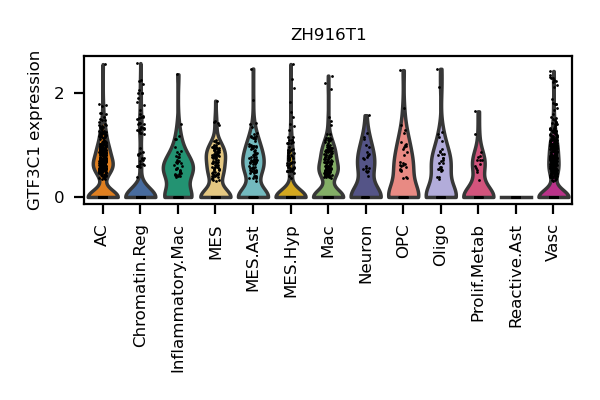 ZH916T1
GTF3C1 expression
2
0
AC
Chromatin.Reg
Inflammatory.Mac
MES
MES.Ast
MES.Hyp
Mac
Neuron
OPC
Oligo
Prolif.Metab
Reactive.Ast
Vasc